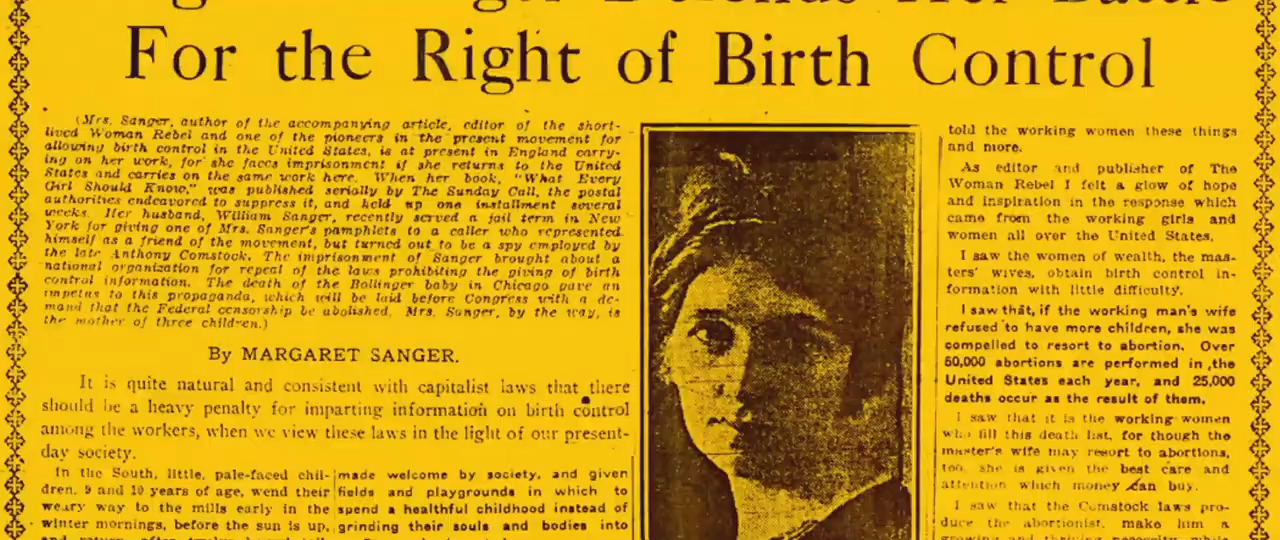 Her Battle
For the Right of Birth Control
(Mrs. Sanger, author of the accompanying article, editor of the short-
lived Woman Rebel and one of the pioneers in the present movement for
allowing birth control in the United States, is at present in England carry-
ing on her work, for she faces imprisonment if she returns to the United
States and carries on the same work here. When her book, "What Every
Girl Should Know," was published serially by The Sunday Call, the postal
authorities endeavored to suppress it, and held up one installment several
weeks. Her husband, William Sanger, recently served a jail term in New
York for giving one of Mrs. Sanger's pamphlets to a caller who represented
himself as a friend of the movement, but turned out to be a spy employed by
the late Anthony Comstock. The imprisonment of Sanger brought about a
national organization for repeal of the laws prohibiting the giving of birth
control information. The death of the Bollinger baby in Chicago gave an
impetus to this propaganda, which will be laid before Congress with a de-
mand that the Federal censorship be abolished. Mrs. Sanger, by the way, is
the mother of three children.)
By MARGARET SANGER.
It is quite natural and consistent with capitalist laws that there
should be a heavy penalty for imparting information on birth control
among the workers, when we view these laws in the light of our present-
day society.
In the South, little, pale-faced chil-
dren, 9 and 10 years of age, wend their
weary way to the mills early in the
winter mornings, before the sun is up,
made welcome by society, and given
fields and playgrounds in which to
spend a healthful childhood instead of
grinding their souls and bodies into
told the working women these things
and more.
As editor and publisher of The
Woman Rebel I felt a glow of hope
and inspiration in the response which
came from the working girls and
women all over the United States.
I saw the women of wealth, the mas-
ters' wives, obtain birth control in-
formation with little difficulty.
I saw that, if the working man's wife
refused to have more children, she was
compelled to resort to abortion. Over
50,000 abortions are performed in the
United States each year, and 25,000
deaths occur as the result of them.
I saw that it is the working women
who fill this death list, for though the
master's wife may resort to abortions,
too, she is given the best care and
attention which money can buy.
I saw that the Comstock laws pro-
duce the abortionist, make him a